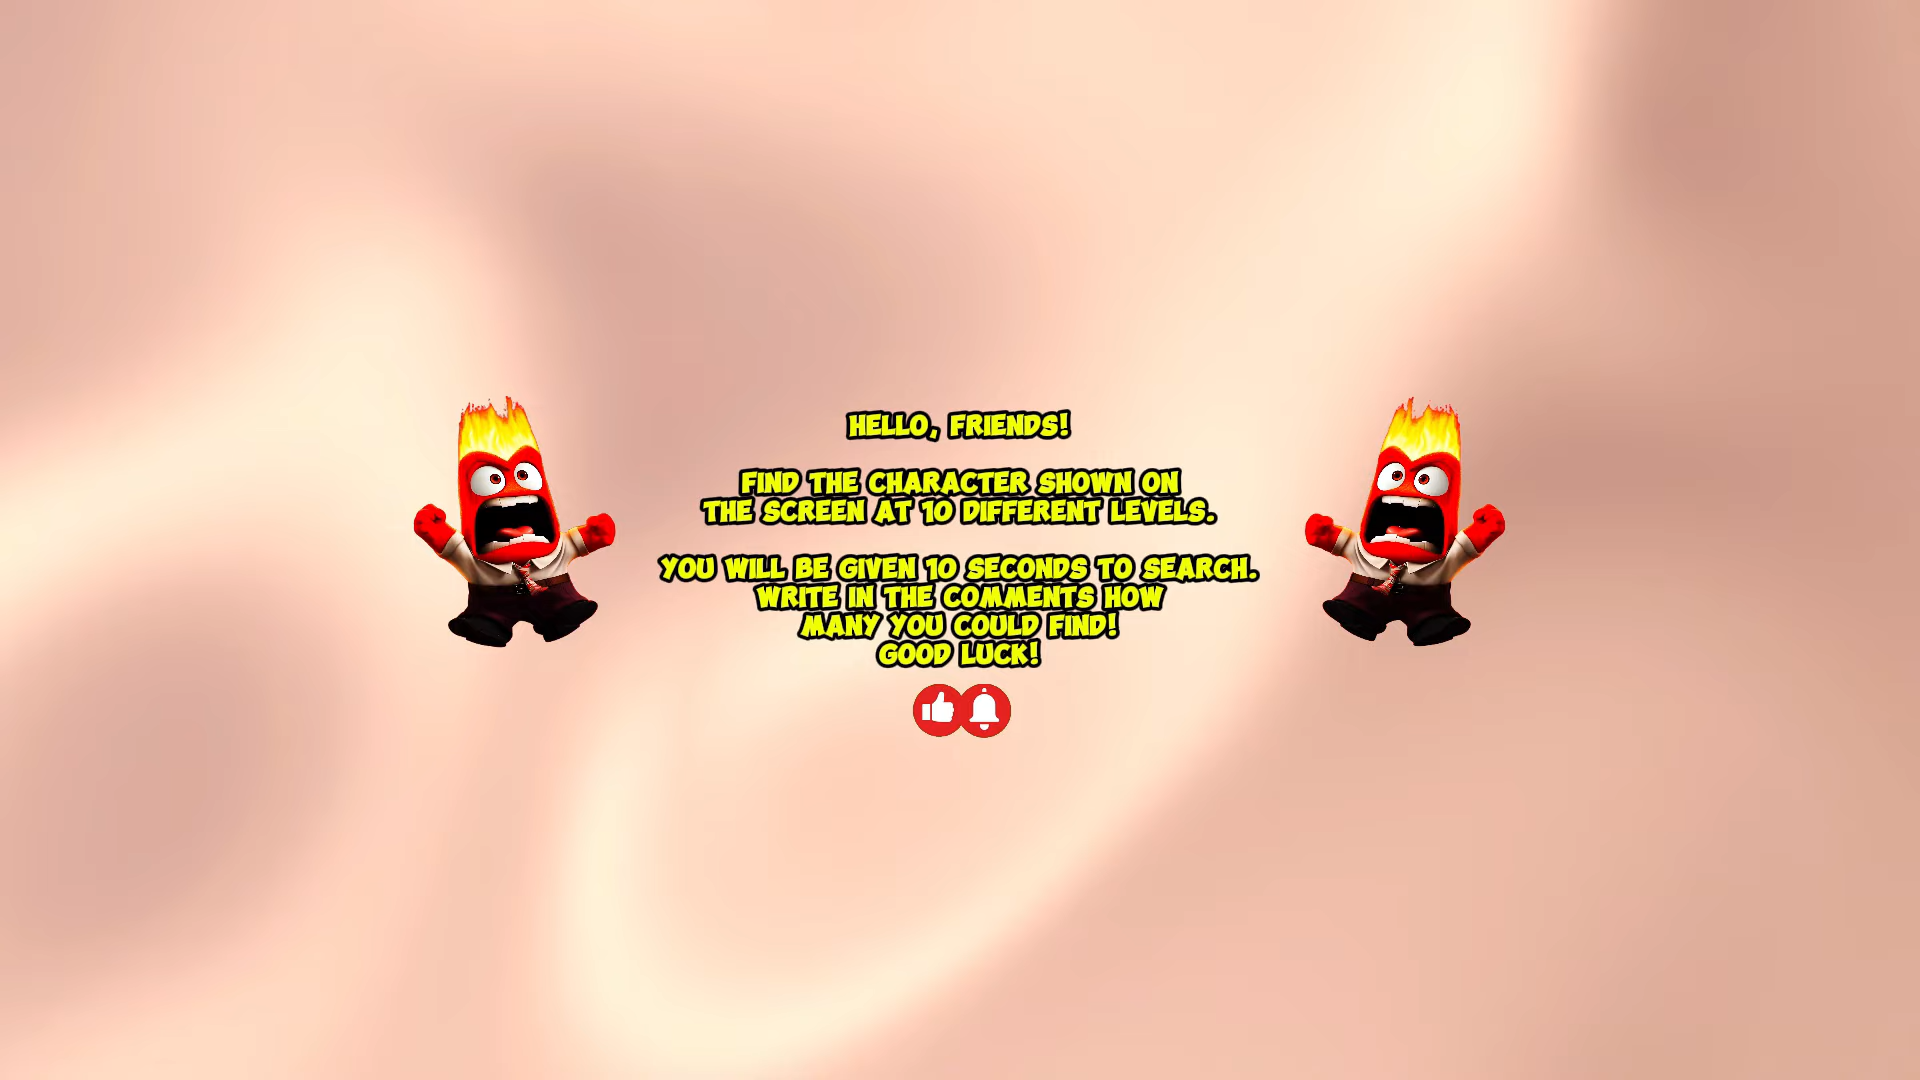 HELLO, FRIENDS!
FIND THE CHARACTER SHOWN ON
THE SCREEN AT 10 DIFFERENT LEVELS.
YOU WILL BE GIVEN 10 SECONDS TO SEARCH.
WRITE IN THE COMMENTS HOW
MANY YOU COULD FIND!
GOOD LUCK!